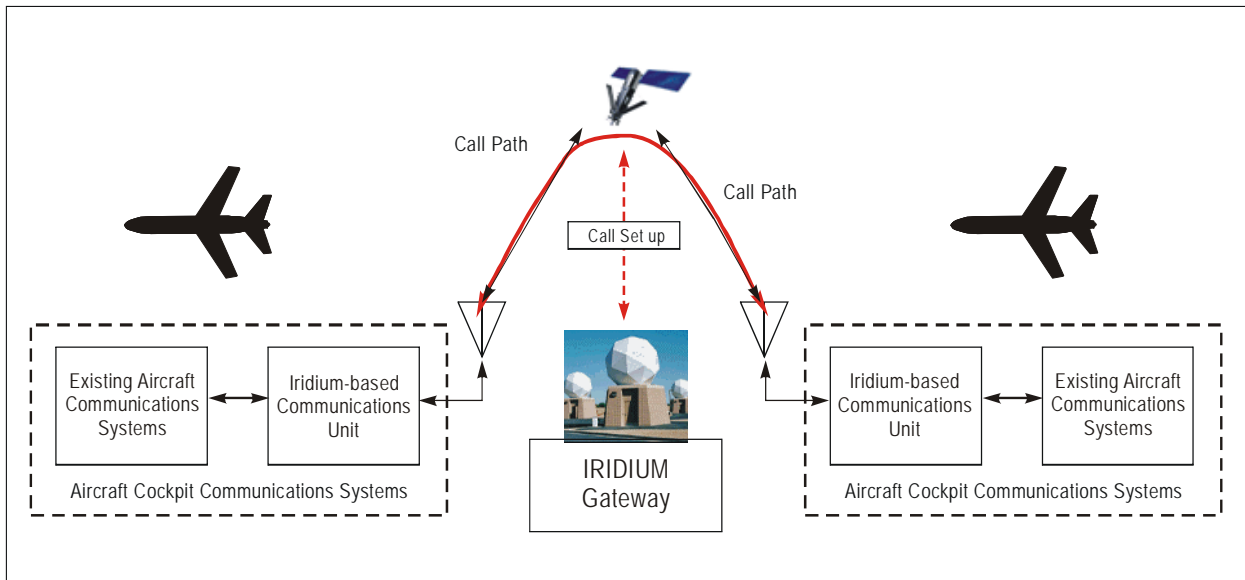 Call Path
Call Path
Call Set up
Existing Aircraft
Communications
Systems
Iridium-based
Communications
Unit
Aircraft Cockpit Communications Systems
IRIDIUM
Gateway
Iridium-based
Communications
Unit
Existing Aircraft
Communications
Systems
Aircraft Cockpit Communications Systems